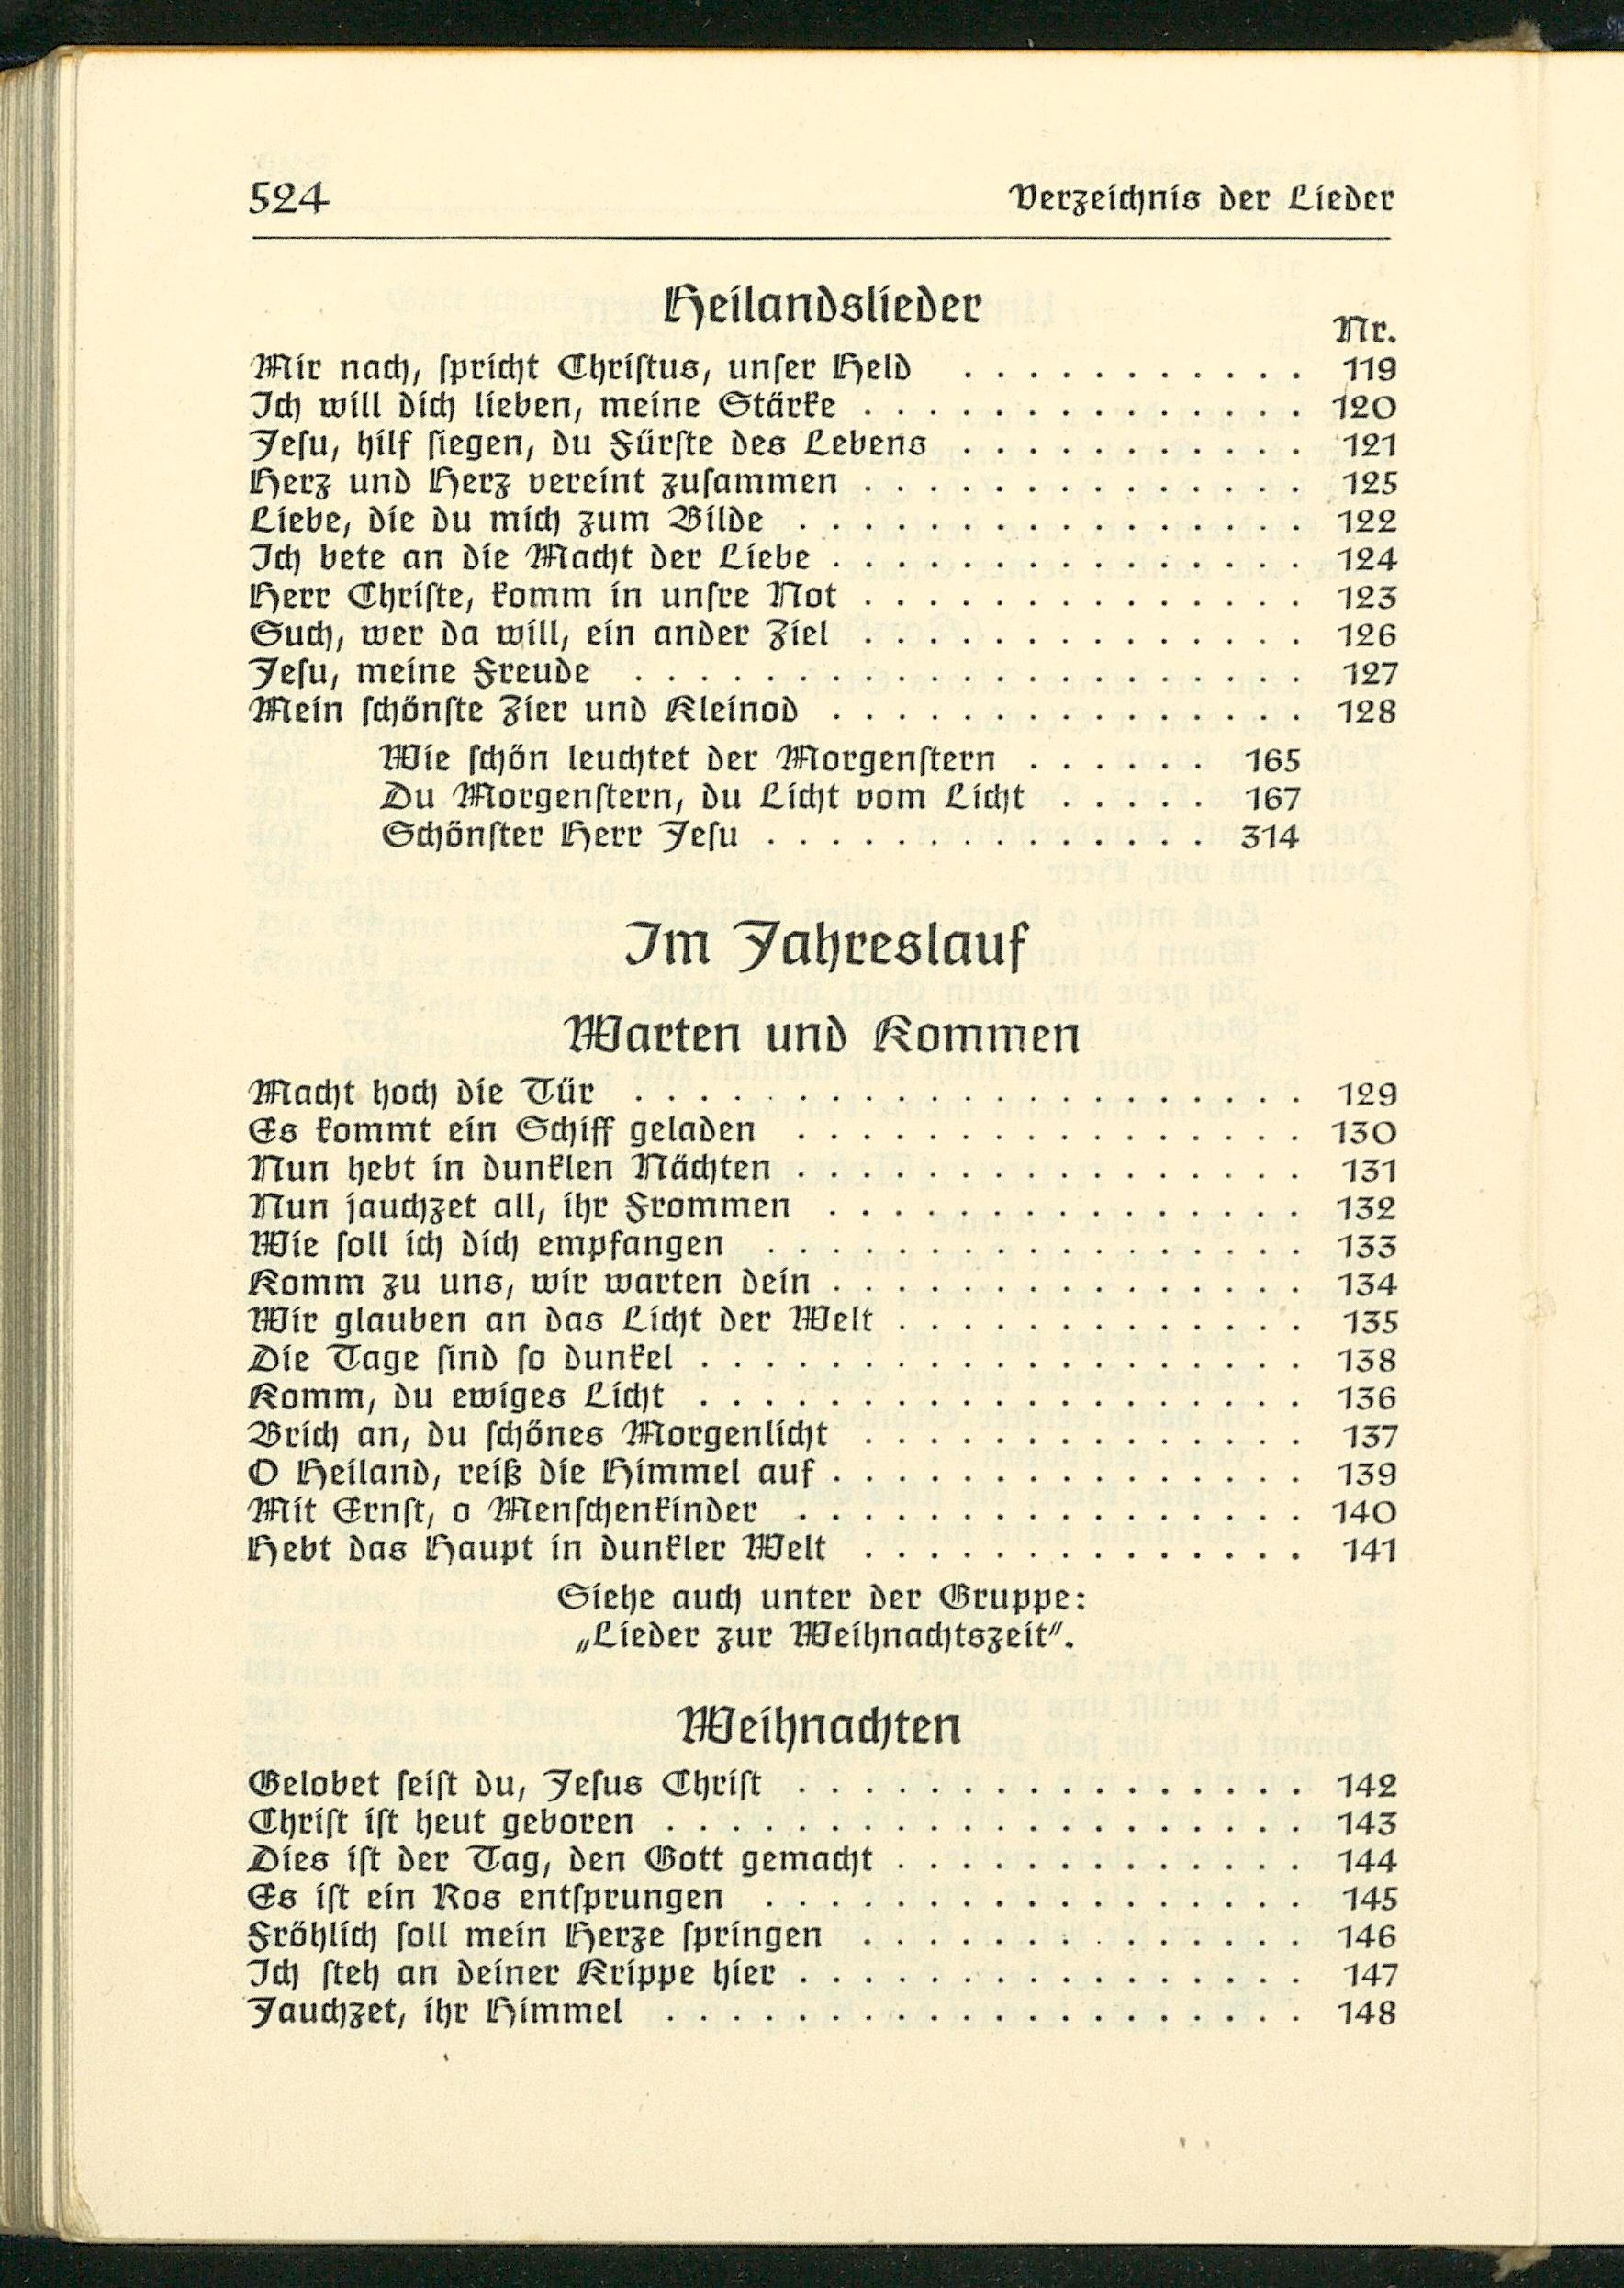 524 Verzeichnis der Lieder
Heilandslieder
Nr.
Mir nach, spricht Christus, unser Held . . . . . . . . . . . 119
Ich will dich lieben, meine Stärke . . . . . . . . . . . . . . 120
Jesu, hilf siegen, du Fürste des Lebens . . . . . . . . . . . 121
Herz und Herz vereint zusammen . . . . . . . . . . . . . . 125
Liebe, die du mich zum Bilde . . . . . . . . . . . . . . . . 122
Ich bete an die Macht der Liebe . . . . . . . . . . . . . . . 124
Herr Christe, komm in unsre Not . . . . . . . . . . . . . . 123
Such, wer da will, ein ander Ziel . . . . . . . . . . . . . . 126
Jesu, meine Freude . . . . . . . . . . . . . . . . . . . . . 127
Mein schönste Zier und Kleinod . . . . . . . . . . . . . . . 128
Wie schön leuchtet der Morgenstern . . . . . . 165
Du Morgenstern, du Licht vom Licht . . . . . 167
Schönster Herr Jesu . . . . . . . . . . . . . . 314
Im Jahreslauf
Warten und Kommen
Macht hoch die Tür . . . . . . . . . . . . . . . . . . . . . 129
Es kommt ein Schiff geladen . . . . . . . . . . . . . . . . 130
Nun hebt in dunklen Nächten . . . . . . . . . . . . . . . . 131
Nun jauchzet all, ihr Frommen . . . . . . . . . . . . . . . 132
Wie soll ich dich empfangen . . . . . . . . . . . . . . . . . 133
Komm zu uns, wir warten dein . . . . . . . . . . . . . . . 134
Wir glauben an das Licht der Welt . . . . . . . . . . . . . 135
Die Tage sind so dunkel . . . . . . . . . . . . . . . . . . . 138
Komm, du ewiges Licht . . . . . . . . . . . . . . . . . . . 136
Brich an, du schönes Morgenlicht . . . . . . . . . . . . . . 137
O Heiland, reiß die Himmel auf . . . . . . . . . . . . . . . 139
Mit Ernst, o Menschenkinder . . . . . . . . . . . . . . . . 140
Hebt das Haupt in dunkler Welt . . . . . . . . . . . . . . 141
Siehe auch unter der Gruppe:
„Lieder zur Weihnachtszeit“.
Weihnachten
Gelobet seist du, Jesus Christ . . . . . . . . . . . . . . . . 142
Christ ist heut geboren . . . . . . . . . . . . . . . . . . . . 143
Dies ist der Tag, den Gott gemacht . . . . . . . . . . . . . 144
Es ist ein Ros entsprungen . . . . . . . . . . . . . . . . . 145
Fröhlich soll mein Herze springen . . . . . . . . . . . . . . 146
Ich steh an deiner Krippe hier . . . . . . . . . . . . . . . . 147
Jauchzet, ihr Himmel . . . . . . . . . . . . . . . . . . . . 148